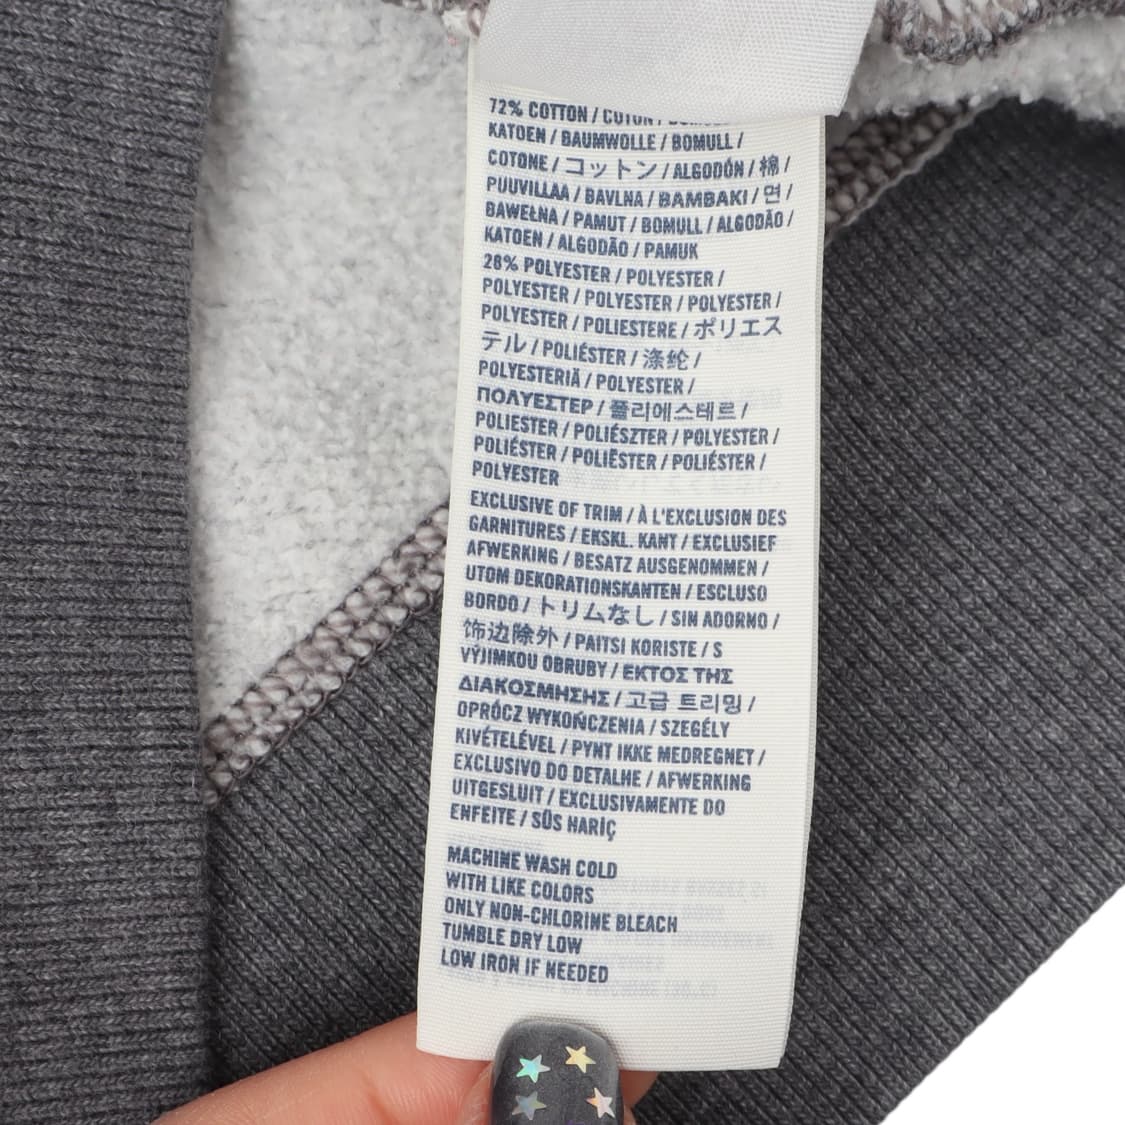 72% COTTON / COTON /
KATOEN / BAUMWOLLE / BOMULL /
COTONE / コットン / ALGODÓN / 棉 /
PUUVILLAA / BAVLNA / BAMBAKI / 면 /
BAWEŁNA / PAMUT / BOMULL / ALGODÃO /
KATOEN / ALGODÃO / PAMUK
28% POLYESTER / POLYESTER /
POLYESTER / POLYESTER / POLYESTER /
POLYESTER / POLIESTERE / ポリエス
テル / POLIÉSTER / 涤纶 /
POLYESTERIÄ / POLYESTER /
ΠΟΛΥΕΣΤΕΡ / 폴리에스테르 /
POLIESTER / POLIÉSZTER / POLYESTER /
POLIÉSTER / POLIËSTER / POLIÉSTER /
POLYESTER
EXCLUSIVE OF TRIM / À L'EXCLUSION DES
GARNITURES / EKSKL. KANT / EXCLUSIEF
AFWERKING / BESATZ AUSGENOMMEN /
UTOM DEKORATIONSKANTEN / ESCLUSO
BORDO / トリムなし / SIN ADORNO /
饰边除外 / PAITSI KORISTE / S
VÝJIMKOU OBRUBY / ΕΚΤΟΣ ΤΗΣ
ΔΙΑΚΟΣΜΗΣΗΣ / 고급 트리밍 /
OPRÓCZ WYKOŃCZENIA / SZEGÉLY
KIVÉTELÉVEL / PYNT IKKE MEDREGNET /
EXCLUSIVO DO DETALHE / AFWERKING
UITGESLUIT / EXCLUSIVAMENTE DO
ENFEITE / SÜS HARİÇ
MACHINE WASH COLD
WITH LIKE COLORS
ONLY NON-CHLORINE BLEACH
TUMBLE DRY LOW
LOW IRON IF NEEDED